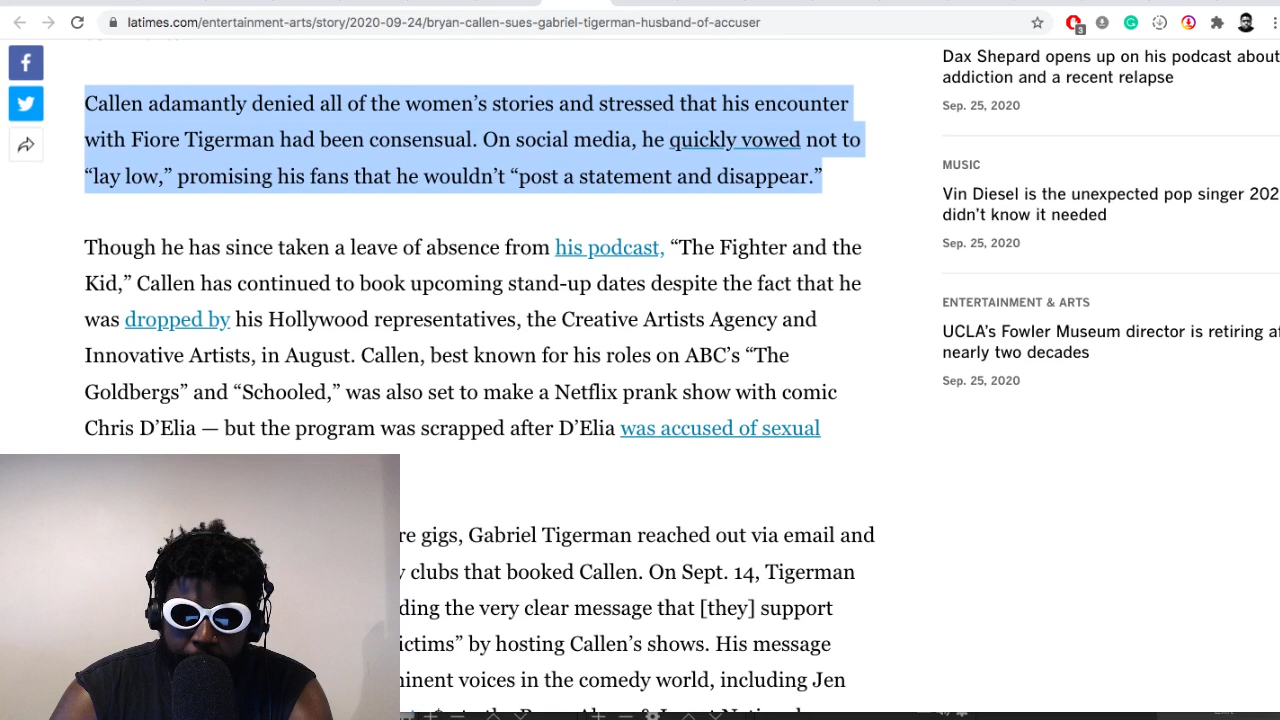 latimes.com/entertainment-arts/story/2020-09-24/bryan-callen-sues-gabriel-tigerman-husband-of-accuser
3
Callen adamantly denied all of the women’s stories and stressed that his encounter
with Fiore Tigerman had been consensual. On social media, he quickly vowed not to
“lay low,” promising his fans that he wouldn’t “post a statement and disappear.”
Though he has since taken a leave of absence from his podcast, “The Fighter and the
Kid,” Callen has continued to book upcoming stand-up dates despite the fact that he
was dropped by his Hollywood representatives, the Creative Artists Agency and
Innovative Artists, in August. Callen, best known for his roles on ABC’s “The
Goldbergs” and “Schooled,” was also set to make a Netflix prank show with comic
Chris D’Elia — but the program was scrapped after D’Elia was accused of sexual
re gigs, Gabriel Tigerman reached out via email and
clubs that booked Callen. On Sept. 14, Tigerman
ding the very clear message that [they] support
ictims” by hosting Callen’s shows. His message
inent voices in the comedy world, including Jen
Dax Shepard opens up on his podcast about
addiction and a recent relapse
Sep. 25, 2020
MUSIC
Vin Diesel is the unexpected pop singer 202
didn’t know it needed
Sep. 25, 2020
ENTERTAINMENT & ARTS
UCLA’s Fowler Museum director is retiring af
nearly two decades
Sep. 25, 2020